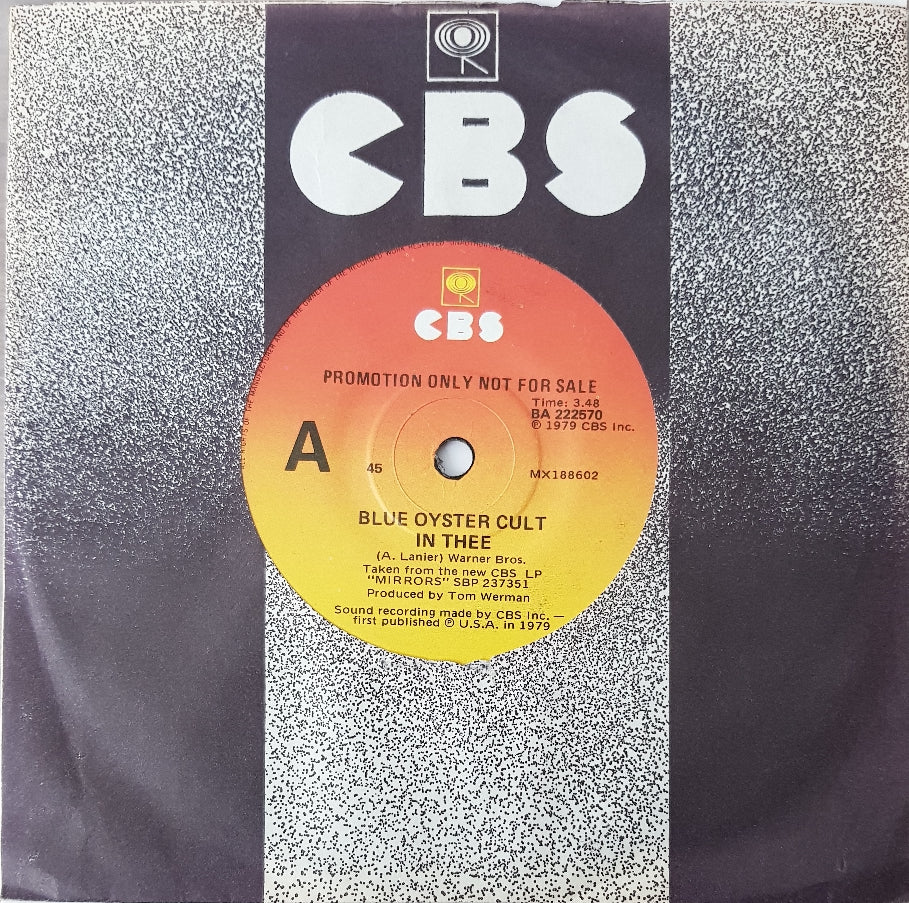 CBS
CBS
PROMOTION ONLY NOT FOR SALE
Time: 3.48
BA 222570
℗ 1979 CBS Inc.
A
45
MX188602
BLUE OYSTER CULT
IN THEE
(A. Lanier) Warner Bros.
Taken from the new CBS LP
"MIRRORS" SBP 237351
Produced by Tom Werman
Sound recording made by CBS Inc. —
first published ℗ U.S.A. in 1979